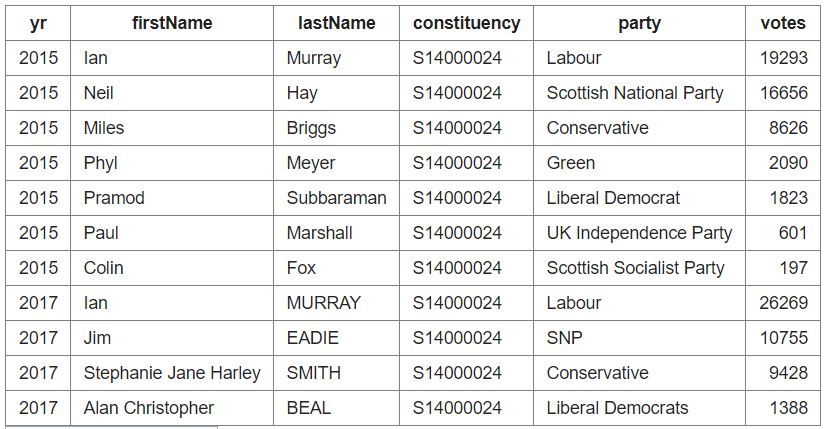 yr firstName lastName constituency party votes
2015 Ian Murray S14000024 Labour 19293
2015 Neil Hay S14000024 Scottish National Party 16656
2015 Miles Briggs S14000024 Conservative 8626
2015 Phyl Meyer S14000024 Green 2090
2015 Pramod Subbaraman S14000024 Liberal Democrat 1823
2015 Paul Marshall S14000024 UK Independence Party 601
2015 Colin Fox S14000024 Scottish Socialist Party 197
2017 Ian MURRAY S14000024 Labour 26269
2017 Jim EADIE S14000024 SNP 10755
2017 Stephanie Jane Harley SMITH S14000024 Conservative 9428
2017 Alan Christopher BEAL S14000024 Liberal Democrats 1388